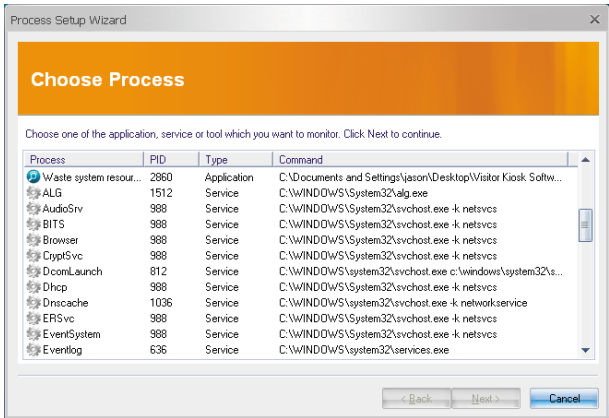 Process Setup Wizard
Choose Process
Choose one of the application, service or tool which you want to monitor. Click Next to continue.
Process PID Type Command
Waste system resour... 2860 Application C:\Documents and Settings\jason\Desktop\Visitor Kiosk Softw...
ALG 1512 Service C:\WINDOWS\System32\alg.exe
AudioSrv 988 Service C:\WINDOWS\System32\svchost.exe -k netsvcs
BITS 988 Service C:\WINDOWS\System32\svchost.exe -k netsvcs
Browser 988 Service C:\WINDOWS\System32\svchost.exe -k netsvcs
CryptSvc 988 Service C:\WINDOWS\System32\svchost.exe -k netsvcs
DcomLaunch 812 Service C:\WINDOWS\system32\svchost.exe c:\windows\system32\s...
Dhcp 988 Service C:\WINDOWS\System32\svchost.exe -k netsvcs
Dnscache 1036 Service C:\WINDOWS\System32\svchost.exe -k networkservice
ERSvc 988 Service C:\WINDOWS\System32\svchost.exe -k netsvcs
EventSystem 988 Service C:\WINDOWS\System32\svchost.exe -k netsvcs
Eventlog 636 Service C:\WINDOWS\system32\services.exe
< Back Next > Cancel